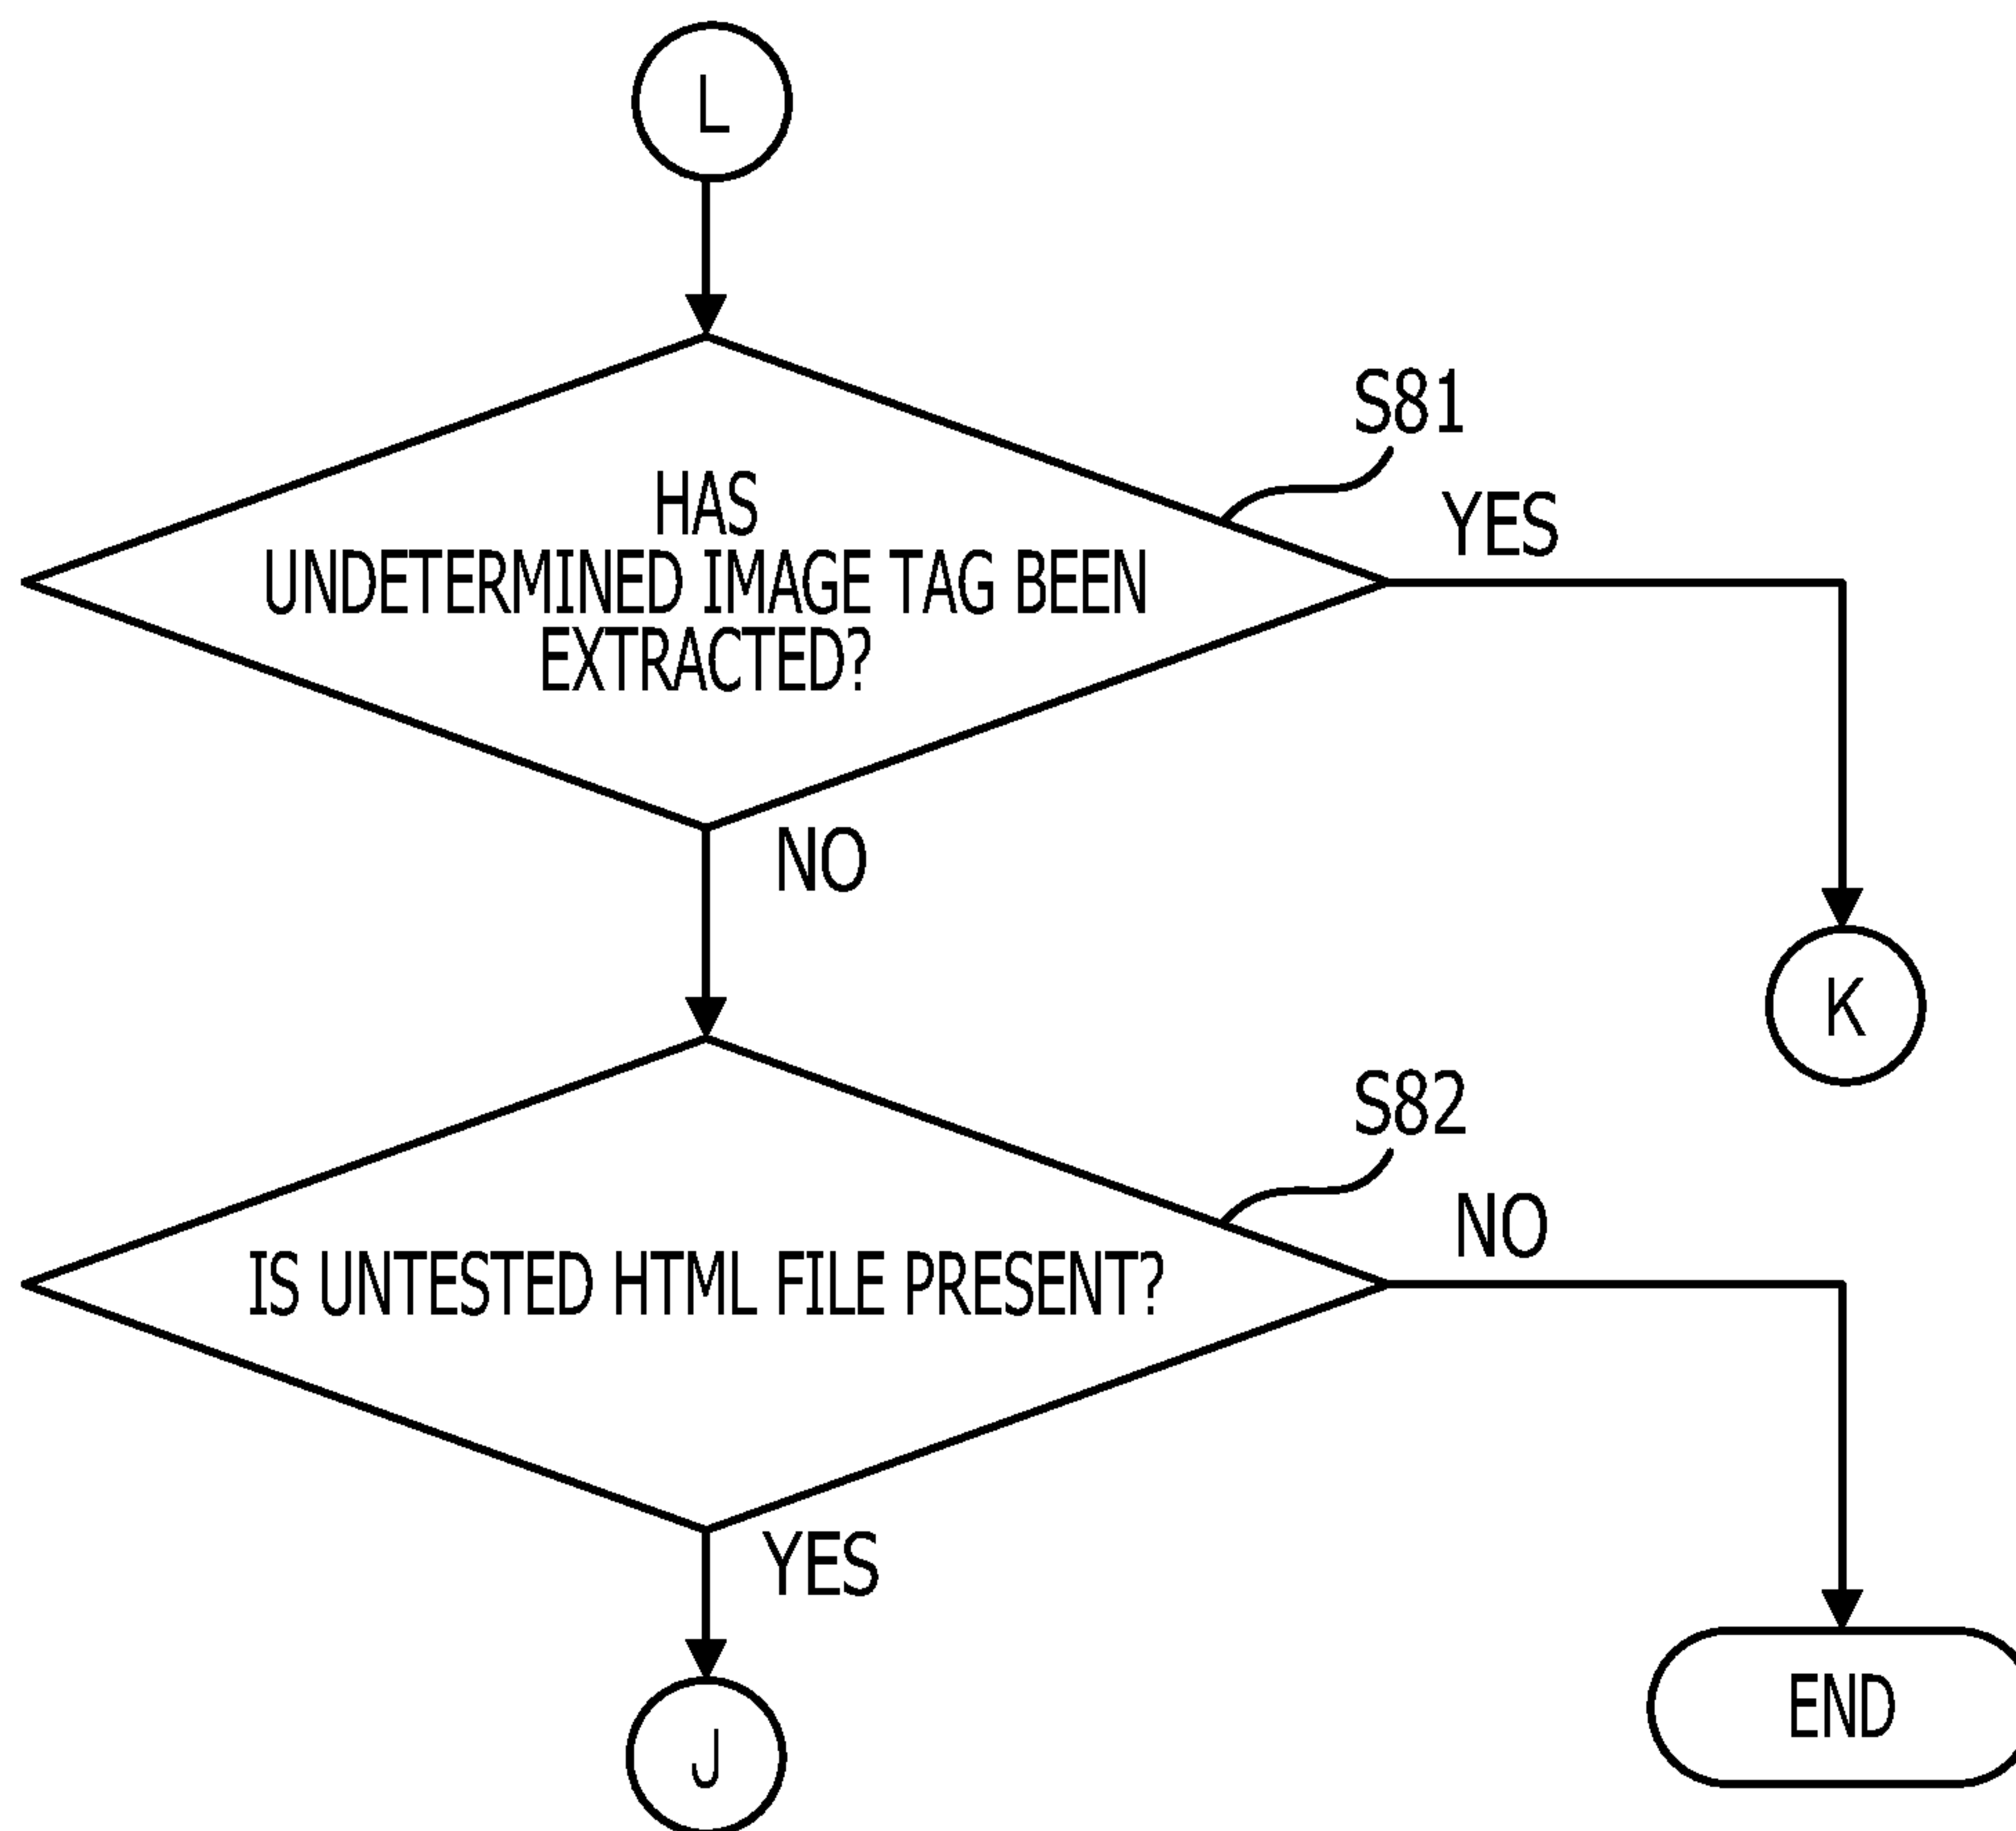 L
S81
HAS
UNDETERMINED IMAGE TAG BEEN
EXTRACTED?
YES
NO
K
S82
IS UNTESTED HTML FILE PRESENT?
NO
YES
END
J